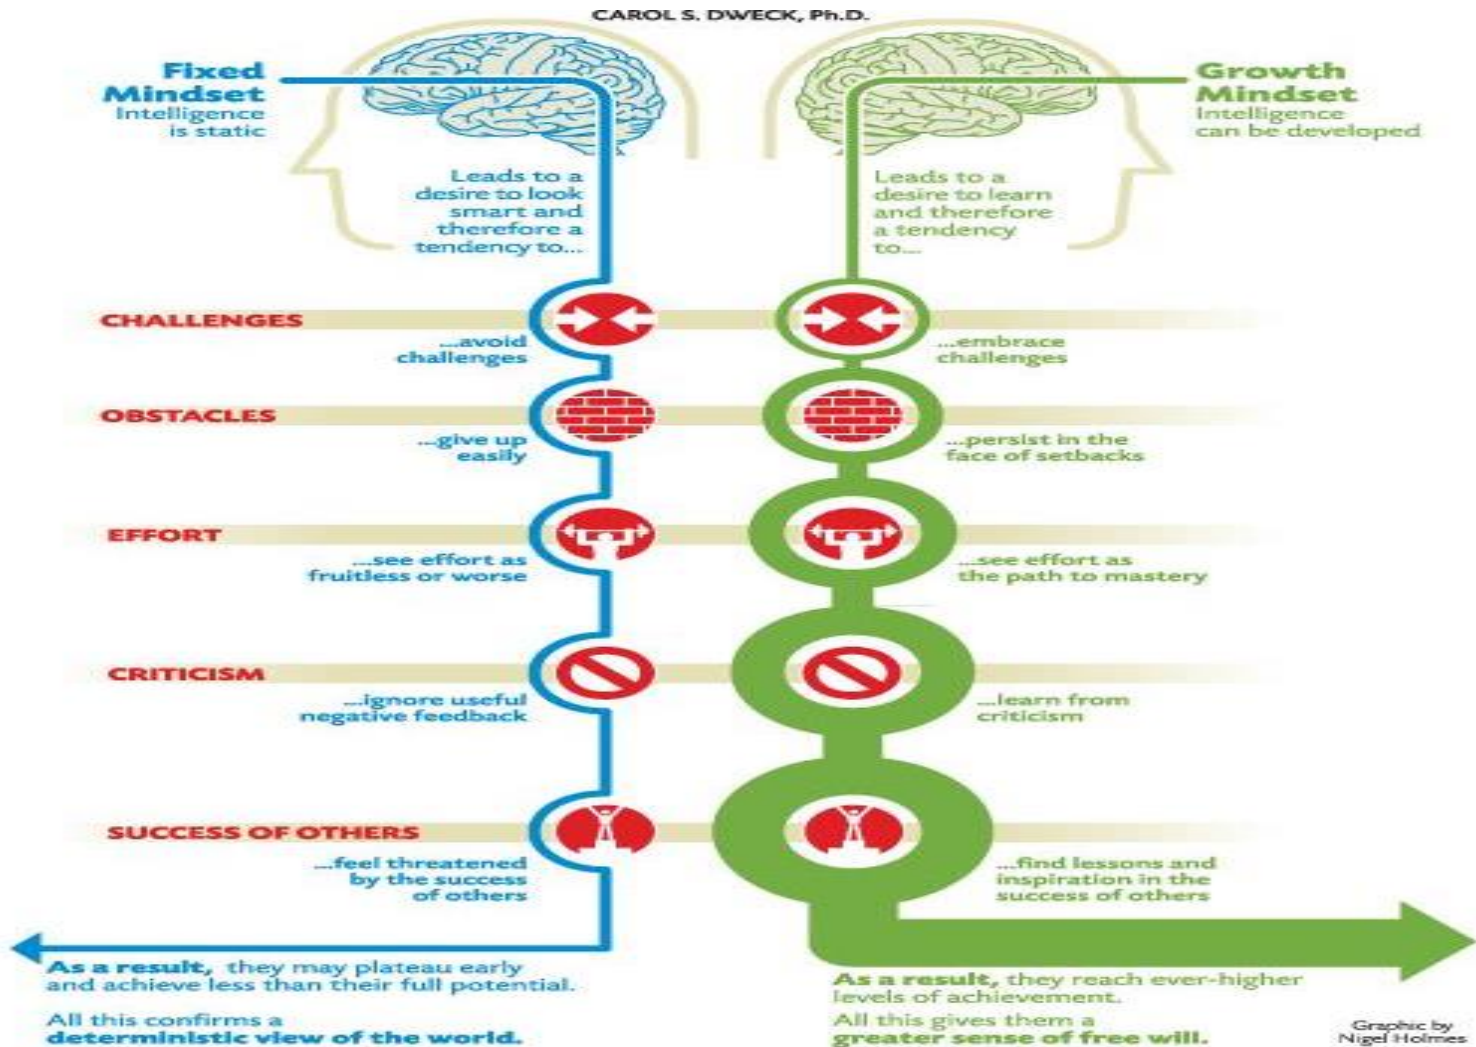 CAROL S. DWECK, Ph.D.
Fixed
Mindset
Intelligence
is static
Growth
Mindset
Intelligence
can be developed
Leads to a
desire to look
smart and
therefore a
tendency to...
Leads to a
desire to learn
and therefore
a tendency
to...
CHALLENGES
...avoid
challenges
...embrace
challenges
OBSTACLES
...give up
easily
...persist in the
face of setbacks
EFFORT
...see effort as
fruitless or worse
...see effort as
the path to mastery
CRITICISM
...ignore useful
negative feedback
...learn from
criticism
SUCCESS OF OTHERS
...feel threatened
by the success
of others
...find lessons and
inspiration in the
success of others
As a result, they may plateau early
and achieve less than their full potential.
All this confirms a
deterministic view of the world.
As a result, they reach ever-higher
levels of achievement.
All this gives them a
greater sense of free will.
Graphic by
Nigel Holmes